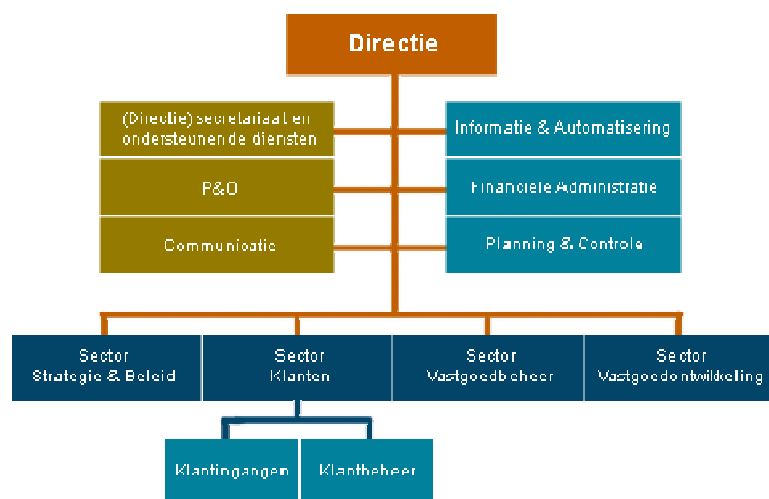 Directie
(Directie) secretariaat en
ondersteunende diensten
Informatie & Automatisering
P&O
Financiele Administratie
Communicatie
Planning & Controle
Sector
Strategie & Beleid
Sector
Klanten
Sector
Vastgoedbeheer
Sector
Vastgoedontwikkeling
Klantingangen
Klantbeheer